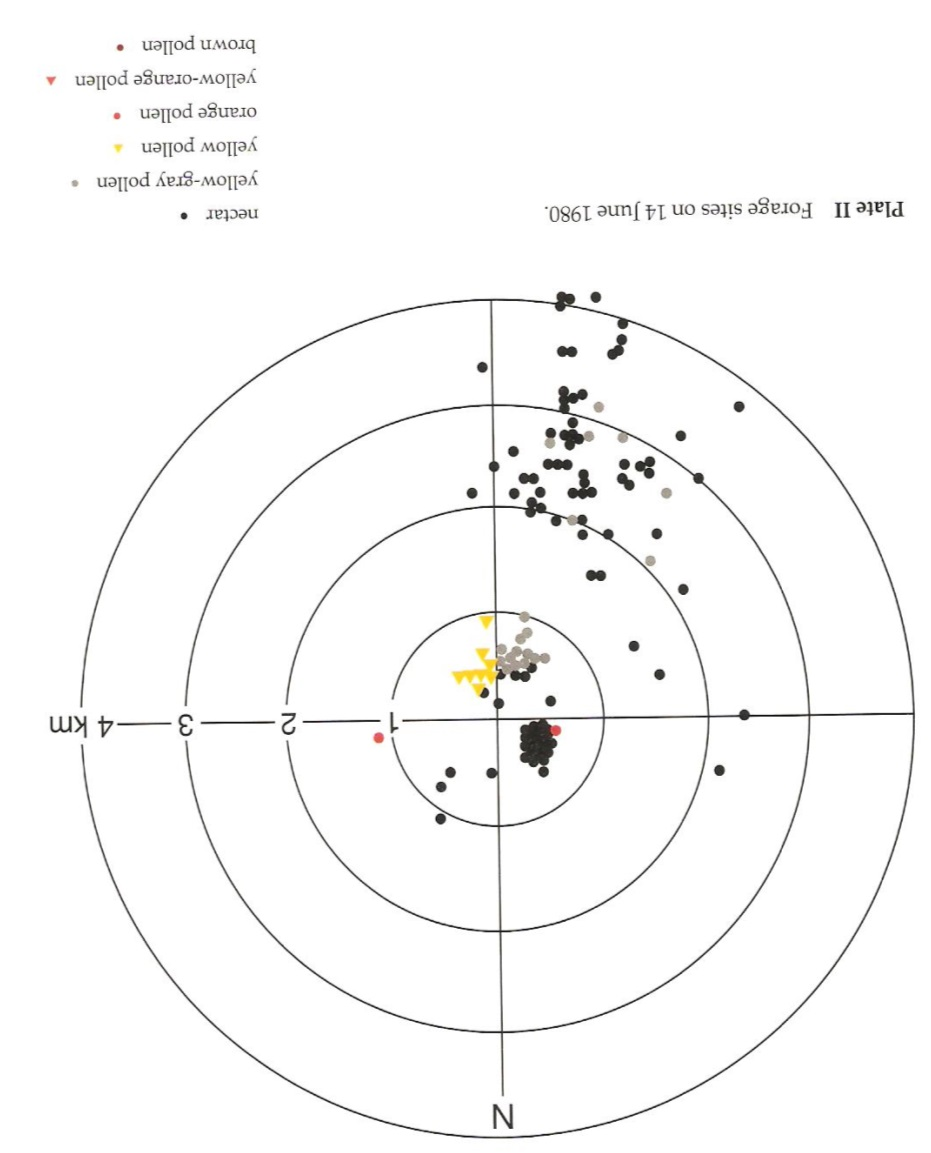 N
1 2 3 4 km
Plate II Forage sites on 14 June 1980.
nectar
yellow-gray pollen
yellow pollen
orange pollen
yellow-orange pollen
brown pollen